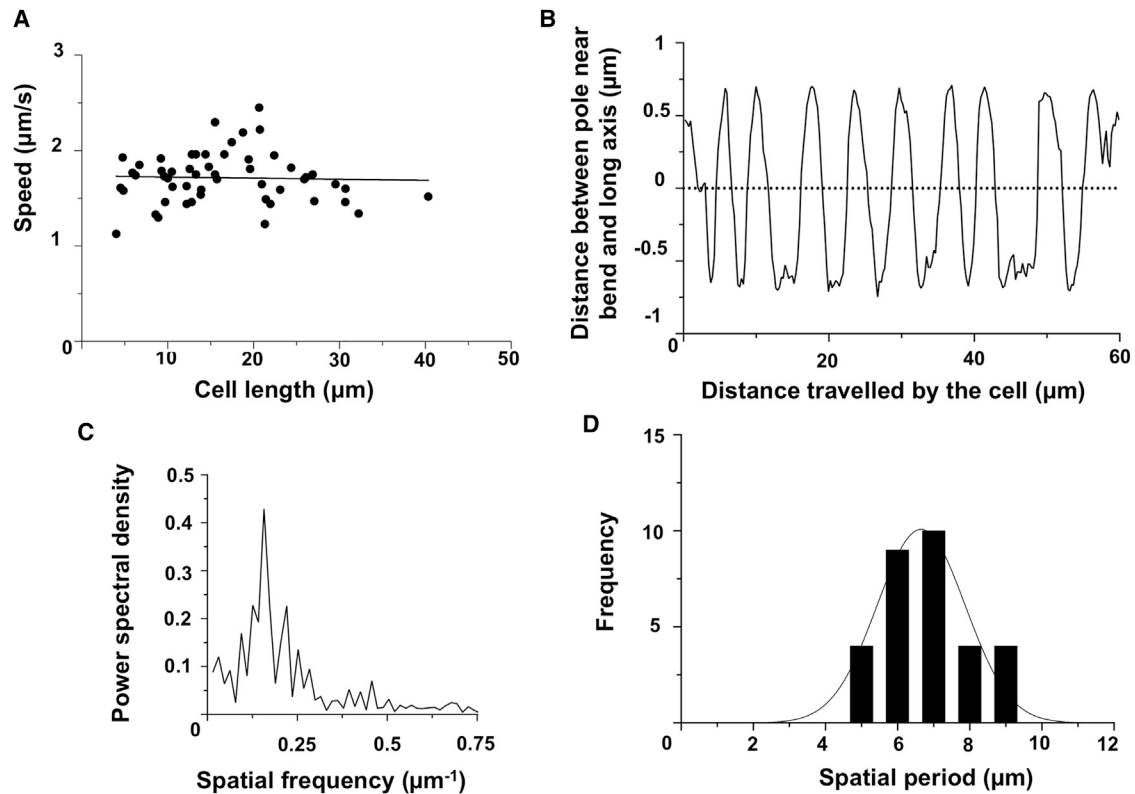 A
Speed (µm/s)
3
2
1
0
10
20
30
40
50
Cell length (µm)
B
Distance between pole near
bend and long axis (µm)
1
0.5
0
-0.5
-1
0
20
40
60
Distance travelled by the cell (µm)
C
Power spectral density
0.5
0.4
0.3
0.2
0.1
0
0.25
0.5
0.75
Spatial frequency (µm-1)
D
Frequency
15
10
5
0
2
4
6
8
10
12
Spatial period (µm)